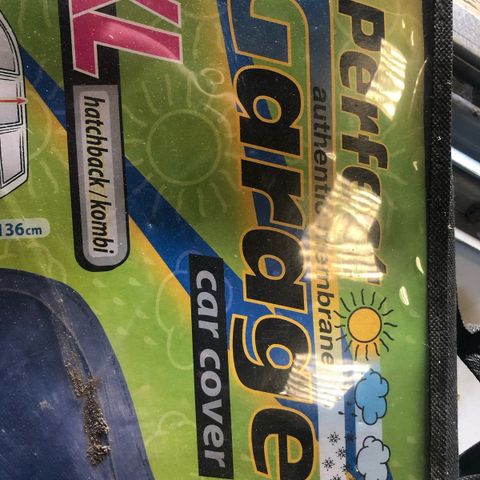 Perfect
authentic membrane
Garage
car cover
XL
hatchback / kombi
136cm